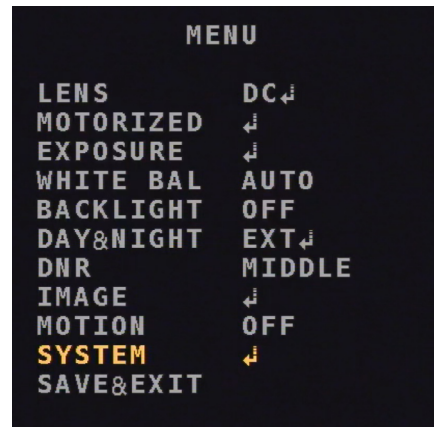 MENU
LENS DC↲
MOTORIZED ↲
EXPOSURE ↲
WHITE BAL AUTO
BACKLIGHT OFF
DAY&NIGHT EXT↲
DNR MIDDLE
IMAGE ↲
MOTION OFF
SYSTEM ↲
SAVE&EXIT